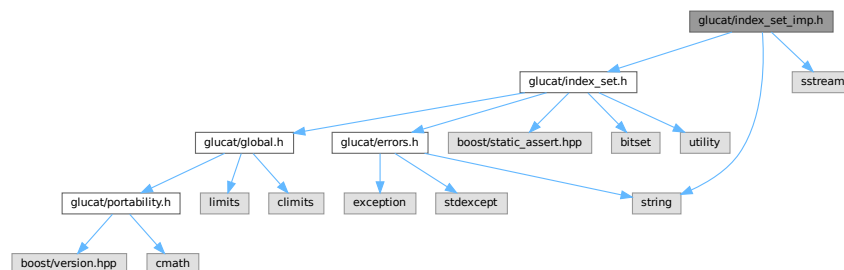 glucat/index_set_imp.h
glucat/index_set.h
sstream
glucat/global.h
glucat/errors.h
boost/static_assert.hpp
bitset
utility
glucat/portability.h
limits
climits
exception
stdexcept
string
boost/version.hpp
cmath